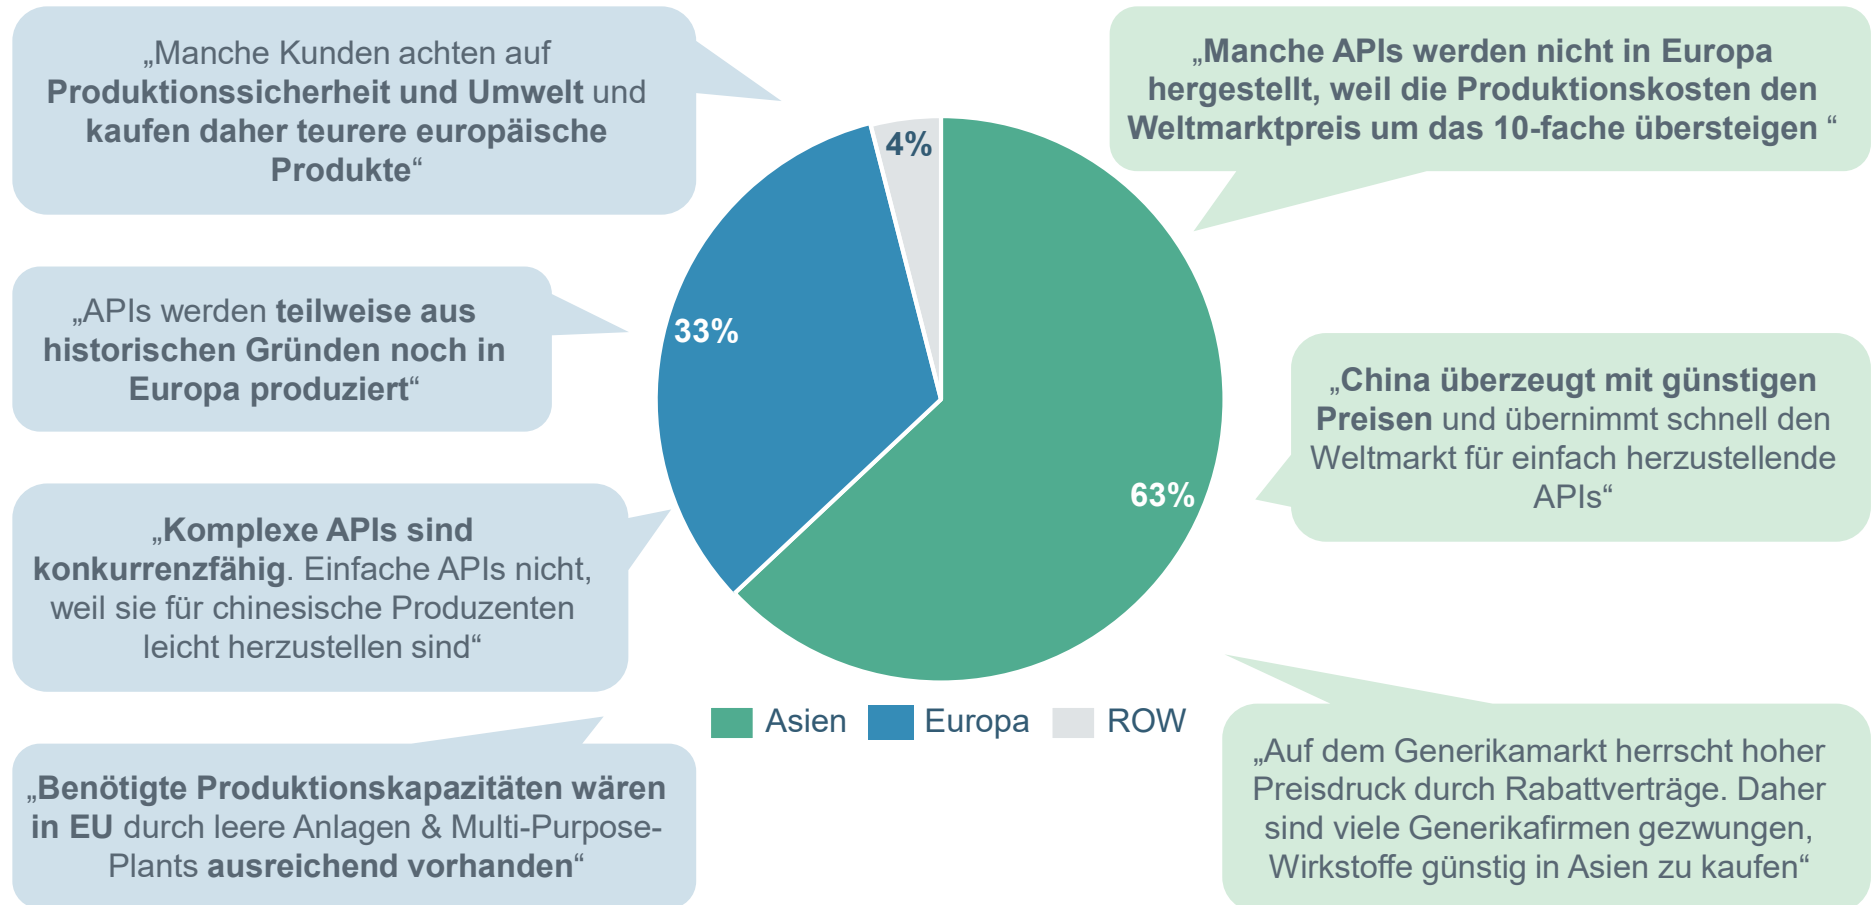 „Manche Kunden achten auf
Produktionssicherheit und Umwelt und
kaufen daher teurere europäische
Produkte“
„APIs werden teilweise aus
historischen Gründen noch in
Europa produziert“
„Komplexe APIs sind
konkurrenzfähig. Einfache APIs nicht,
weil sie für chinesische Produzenten
leicht herzustellen sind“
„Benötigte Produktionskapazitäten wären
in EU durch leere Anlagen & Multi-Purpose-
Plants ausreichend vorhanden“
4%
33%
63%
Asien
Europa
ROW
„Manche APIs werden nicht in Europa
hergestellt, weil die Produktionskosten den
Weltmarktpreis um das 10-fache übersteigen “
„China überzeugt mit günstigen
Preisen und übernimmt schnell den
Weltmarkt für einfach herzustellende
APIs“
„Auf dem Generikamarkt herrscht hoher
Preisdruck durch Rabattverträge. Daher
sind viele Generikafirmen gezwungen,
Wirkstoffe günstig in Asien zu kaufen“